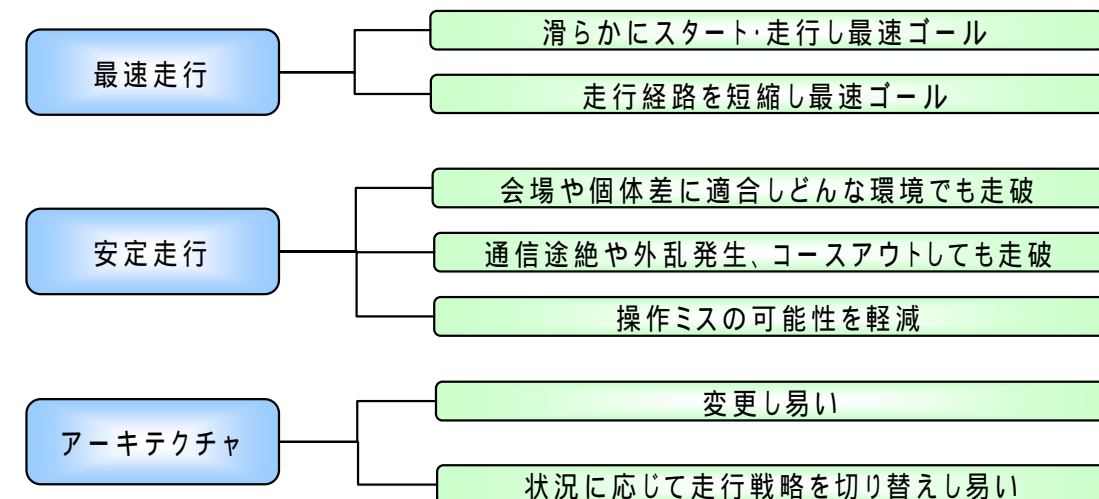 最速走行
滑らかにスタート・走行し最速ゴール
走行経路を短縮し最速ゴール
安定走行
会場や個体差に適合しどんな環境でも走破
通信途絶や外乱発生、コースアウトしても走破
操作ミスの可能性を軽減
アーキテクチャ
変更し易い
状況に応じて走行戦略を切り替えし易い